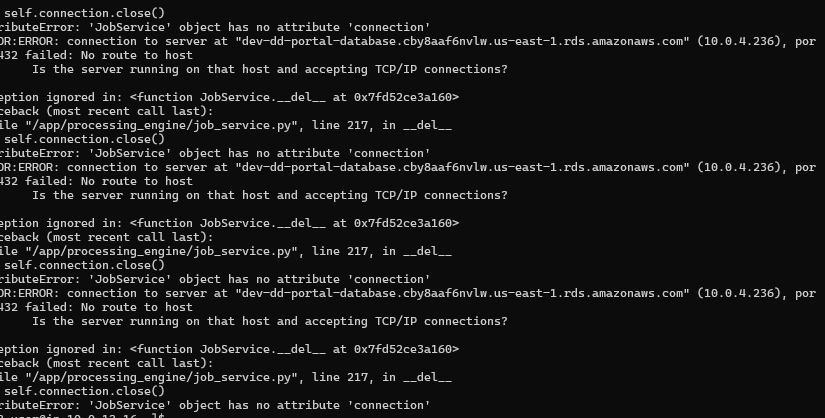 self.connection.close()
ributeError: 'JobService' object has no attribute 'connection'
OR:ERROR: connection to server at "dev-dd-portal-database.cby8aaf6nvlw.us-east-1.rds.amazonaws.com" (10.0.4.236), por
432 failed: No route to host
Is the server running on that host and accepting TCP/IP connections?
eption ignored in: <function JobService.__del__ at 0x7fd52ce3a160>
ceback (most recent call last):
ile "/app/processing_engine/job_service.py", line 217, in __del__
self.connection.close()
ributeError: 'JobService' object has no attribute 'connection'
OR:ERROR: connection to server at "dev-dd-portal-database.cby8aaf6nvlw.us-east-1.rds.amazonaws.com" (10.0.4.236), por
432 failed: No route to host
Is the server running on that host and accepting TCP/IP connections?
eption ignored in: <function JobService.__del__ at 0x7fd52ce3a160>
ceback (most recent call last):
ile "/app/processing_engine/job_service.py", line 217, in __del__
self.connection.close()
ributeError: 'JobService' object has no attribute 'connection'
OR:ERROR: connection to server at "dev-dd-portal-database.cby8aaf6nvlw.us-east-1.rds.amazonaws.com" (10.0.4.236), por
432 failed: No route to host
Is the server running on that host and accepting TCP/IP connections?
eption ignored in: <function JobService.__del__ at 0x7fd52ce3a160>
ceback (most recent call last):
ile "/app/processing_engine/job_service.py", line 217, in __del__
self.connection.close()
ributeError: 'JobService' object has no attribute 'connection'